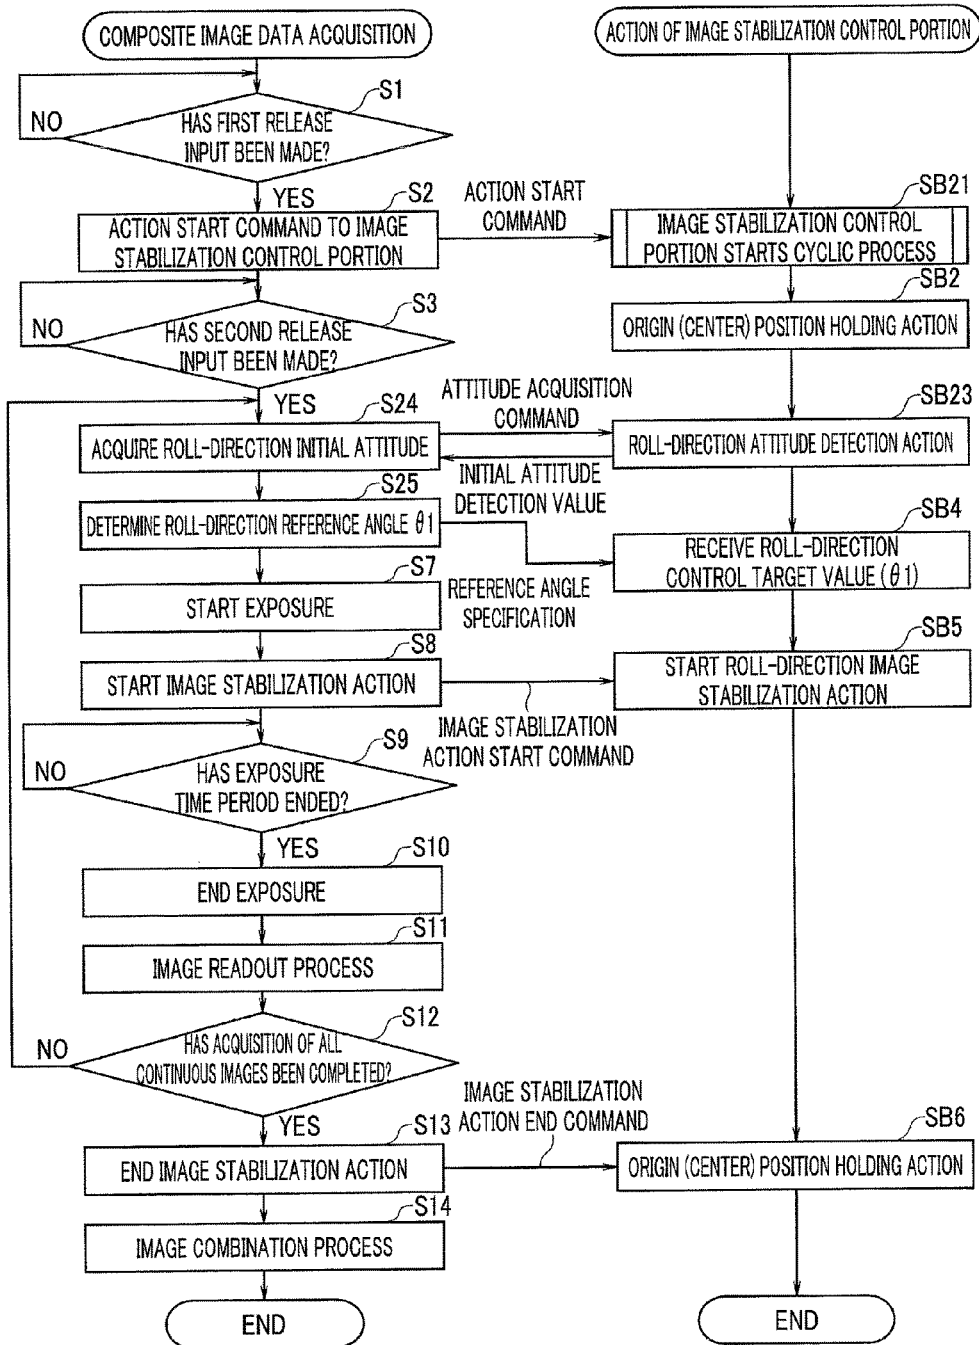 COMPOSITE IMAGE DATA ACQUISITION
ACTION OF IMAGE STABILIZATION CONTROL PORTION
S1
NO
HAS FIRST RELEASE
INPUT BEEN MADE?
YES
S2
ACTION START COMMAND TO IMAGE
STABILIZATION CONTROL PORTION
ACTION START
COMMAND
SB21
IMAGE STABILIZATION CONTROL
PORTION STARTS CYCLIC PROCESS
S3
NO
HAS SECOND RELEASE
INPUT BEEN MADE?
SB2
ORIGIN (CENTER) POSITION HOLDING ACTION
YES
S24
ACQUIRE ROLL-DIRECTION INITIAL ATTITUDE
ATTITUDE ACQUISITION
COMMAND
SB23
ROLL-DIRECTION ATTITUDE DETECTION ACTION
INITIAL ATTITUDE
DETECTION VALUE
S25
DETERMINE ROLL-DIRECTION REFERENCE ANGLE θ1
SB4
RECEIVE ROLL-DIRECTION
CONTROL TARGET VALUE (θ1)
S7
START EXPOSURE
REFERENCE ANGLE
SPECIFICATION
S8
START IMAGE STABILIZATION ACTION
SB5
START ROLL-DIRECTION IMAGE
STABILIZATION ACTION
IMAGE STABILIZATION
ACTION START COMMAND
S9
NO
HAS EXPOSURE
TIME PERIOD ENDED?
YES
S10
END EXPOSURE
S11
IMAGE READOUT PROCESS
S12
NO
HAS ACQUISITION OF ALL
CONTINUOUS IMAGES BEEN COMPLETED?
YES
S13
END IMAGE STABILIZATION ACTION
IMAGE STABILIZATION
ACTION END COMMAND
SB6
ORIGIN (CENTER) POSITION HOLDING ACTION
S14
IMAGE COMBINATION PROCESS
END
END